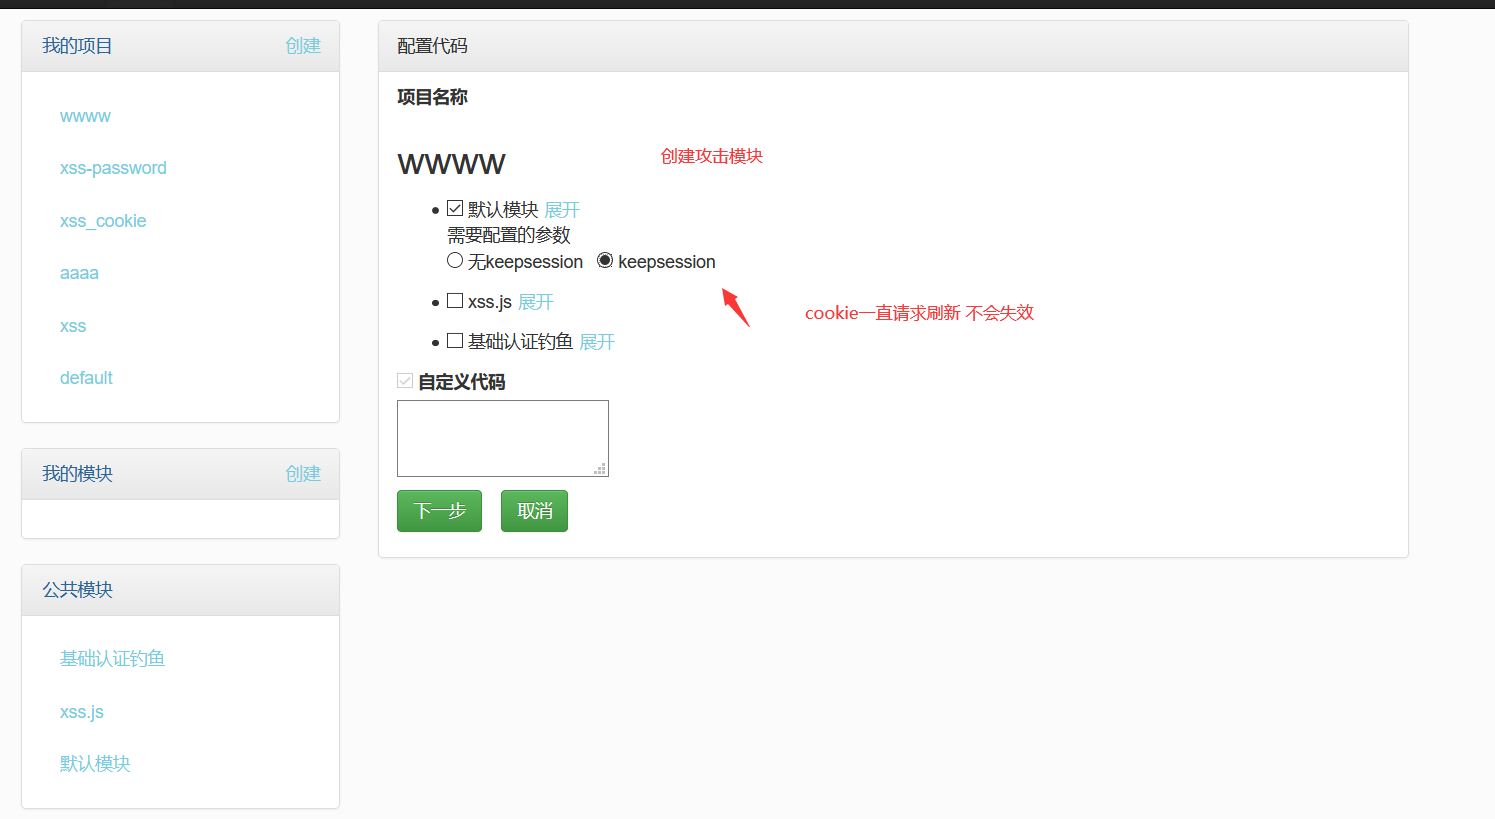 我的项目 创建
wwww
xss-password
xss_cookie
aaaa
xss
default
我的模块 创建
公共模块
基础认证钓鱼
xss.js
默认模块
配置代码
项目名称
wwww
创建攻击模块
默认模块 展开
需要配置的参数
无keepsession keepsession
xss.js 展开
cookie一直请求刷新 不会失效
基础认证钓鱼 展开
自定义代码
下一步 取消